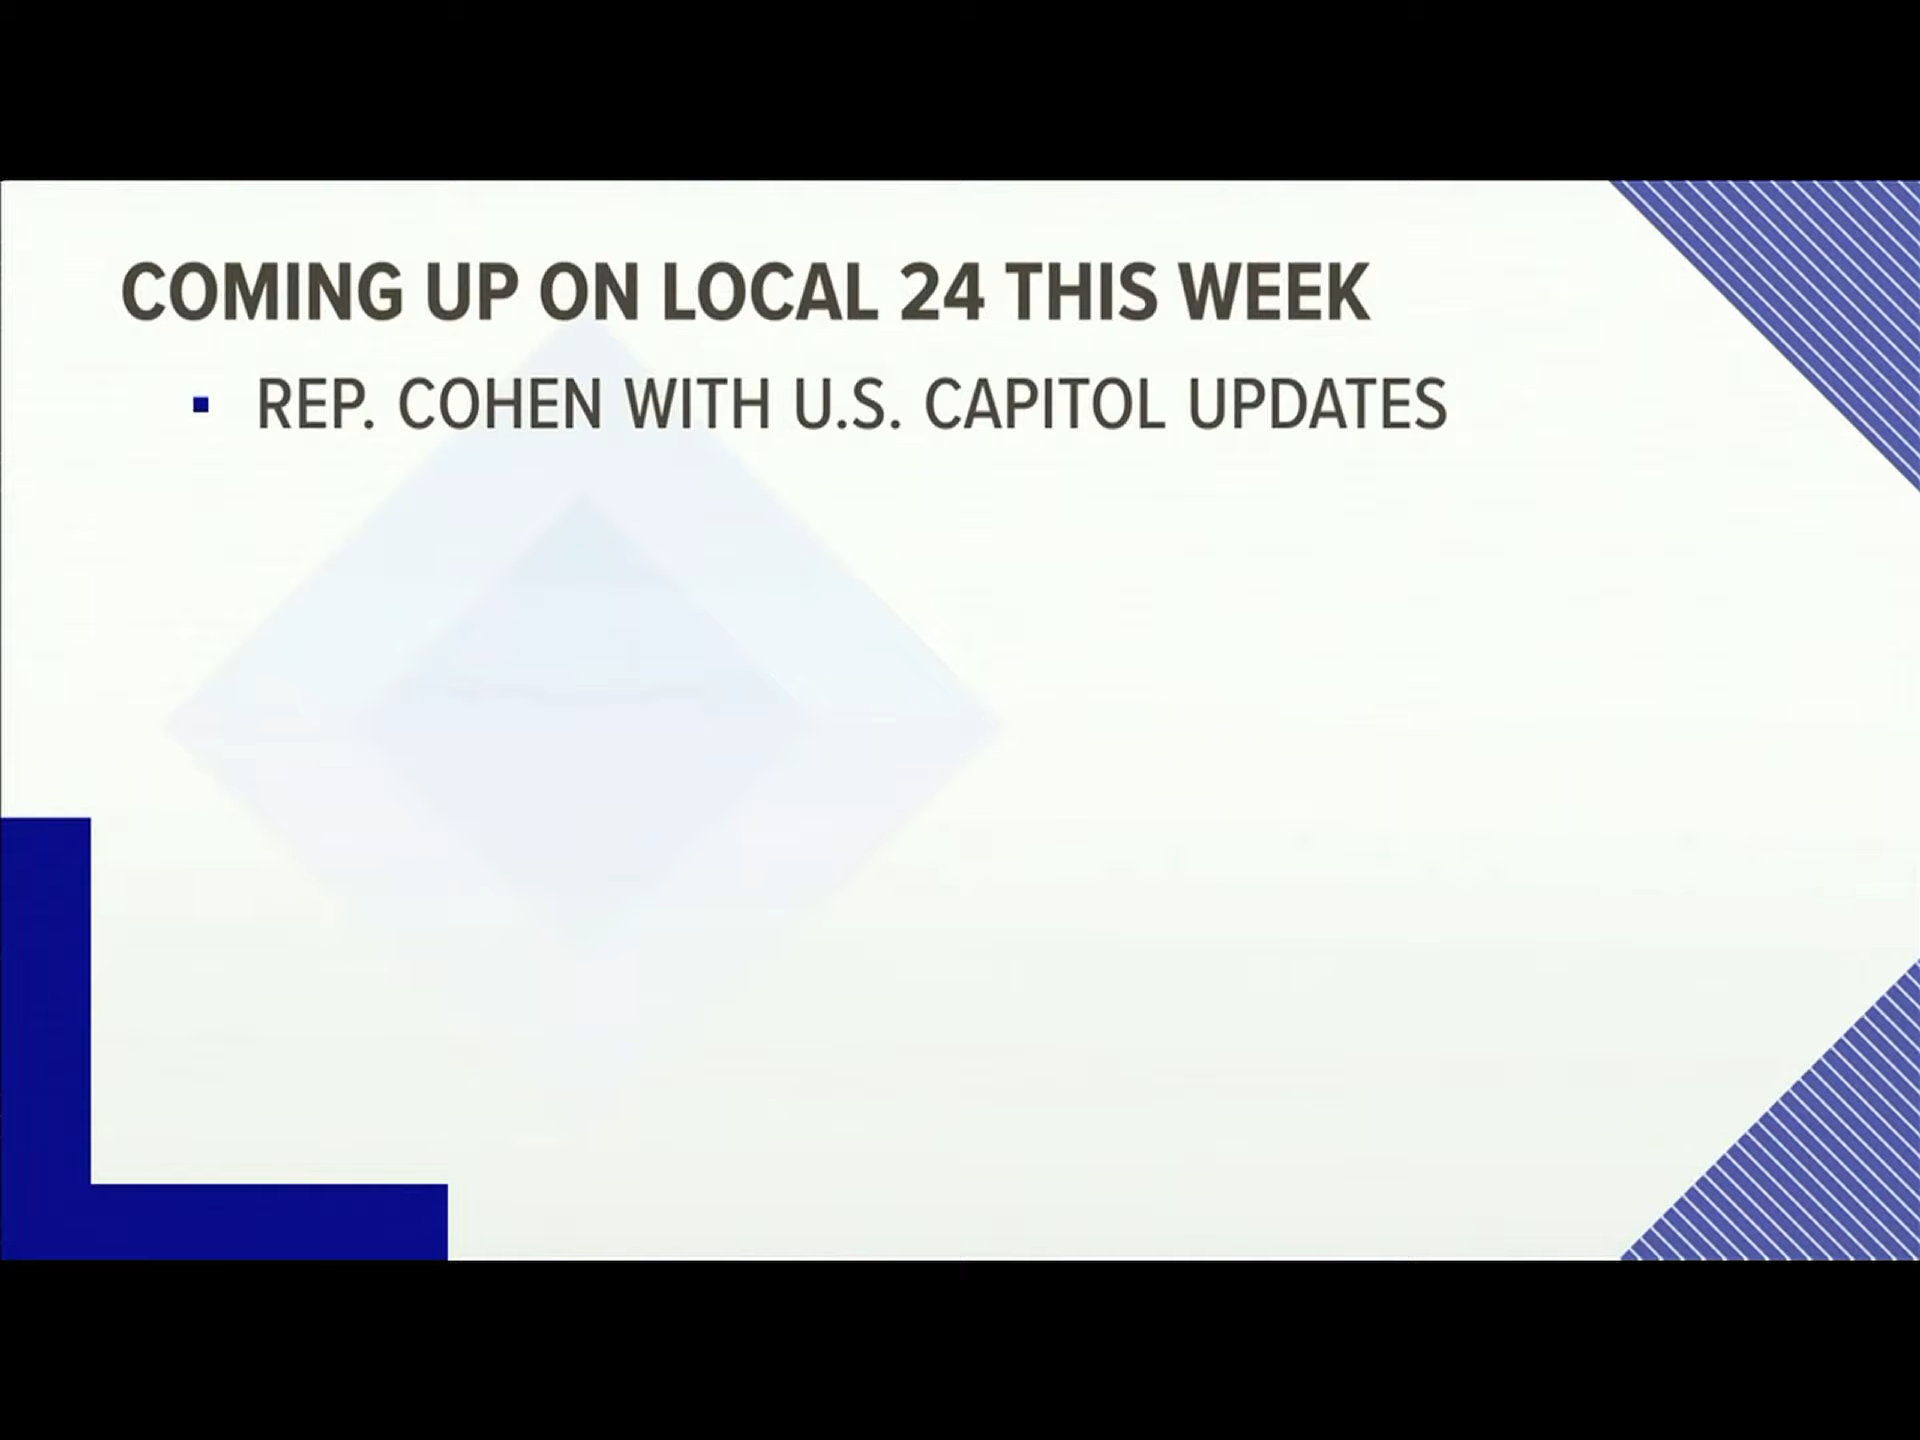 COMING UP ON LOCAL 24 THIS WEEK
▪ REP. COHEN WITH U.S. CAPITOL UPDATES